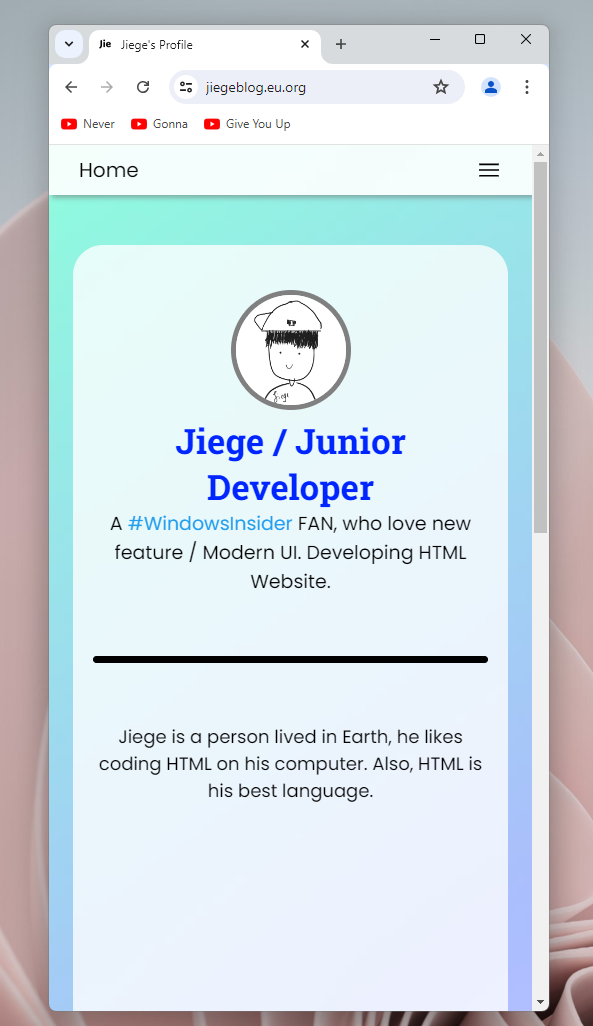 Jie Jiege's Profile
jiegeblog.eu.org
Never Gonna Give You Up
Home
Jiege
Jiege / Junior
Developer
A #WindowsInsider FAN, who love new
feature / Modern UI. Developing HTML
Website.
Jiege is a person lived in Earth, he likes
coding HTML on his computer. Also, HTML is
his best language.